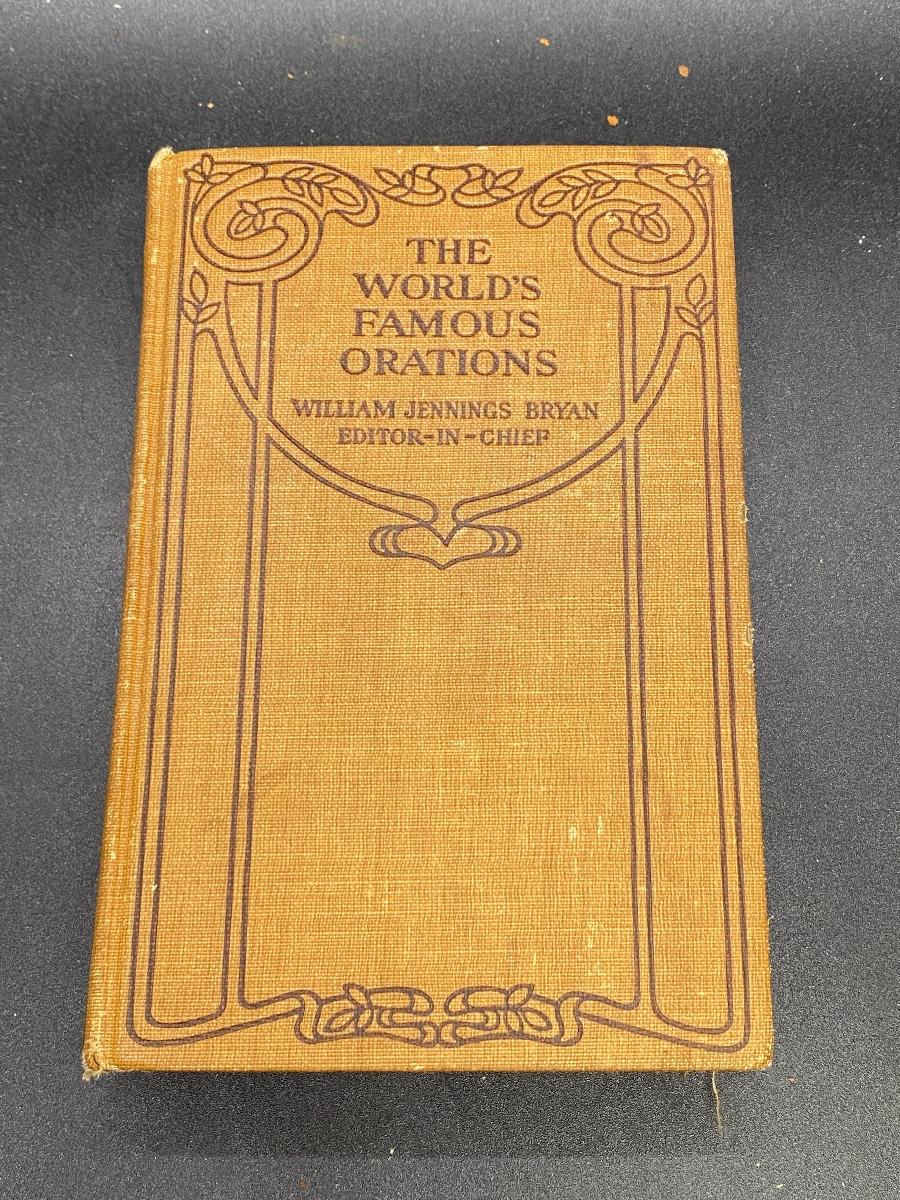 THE
WORLD'S
FAMOUS
ORATIONS
WILLIAM JENNINGS BRYAN
EDITOR-IN-CHIEF